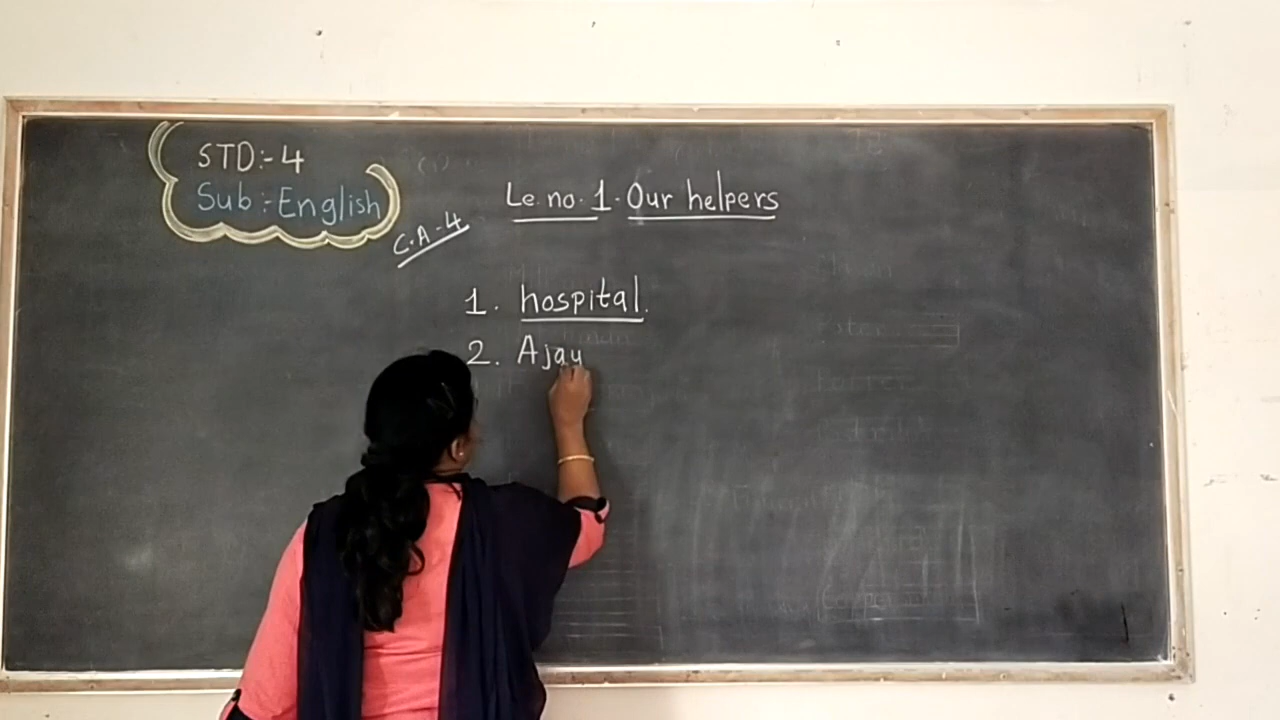 STD:- 4
Sub :- English
Le. no. 1. Our helpers
C.A - 4
1. hospital.
2. Ajay